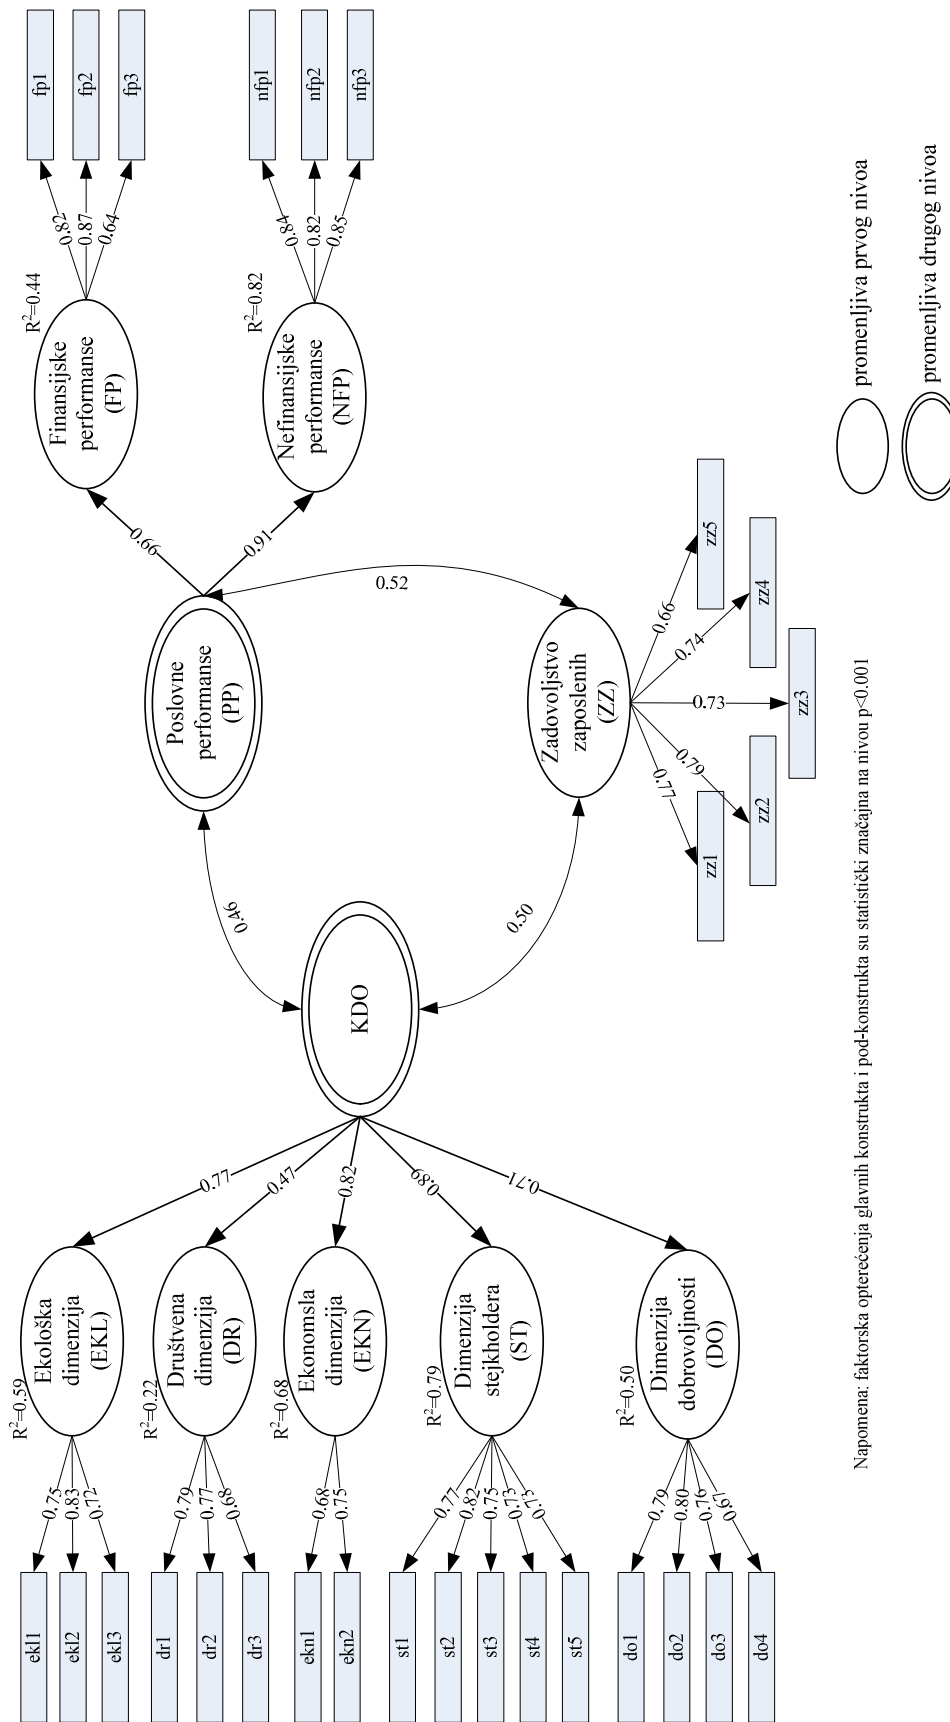 ekl1
ekl2
ekl3
0.75
0.83
0.72
R²=0.59
Ekološka
dimenzija
(EKL)
0.77
dr1
dr2
dr3
0.79
0.77
0.68
R²=0.22
Društvena
dimenzija
(DR)
0.47
ekn1
ekn2
0.68
0.75
R²=0.68
Ekonomsla
dimenzija
(EKN)
0.82
st1
st2
st3
st4
st5
0.77
0.82
0.75
0.73
0.73
R²=0.79
Dimenzija
stejkholdera
(ST)
0.89
do1
do2
do3
do4
0.79
0.80
0.76
0.67
R²=0.50
Dimenzija
dobrovoljnosti
(DO)
0.71
KDO
0.46
0.50
Poslovne
performanse
(PP)
0.52
Zadovoljstvo
zaposlenih
(ZZ)
0.77
0.79
0.73
0.74
0.66
zz1
zz2
zz3
zz4
zz5
0.66
0.91
R²=0.44
Finansijske
performanse
(FP)
0.82
0.87
0.64
fp1
fp2
fp3
R²=0.82
Nefinansijske
performanse
(NFP)
0.84
0.82
0.85
nfp1
nfp2
nfp3
promenljiva prvog nivoa
promenljiva drugog nivoa
Napomena: faktorska opterećenja glavnih konstrukta i pod-konstrukta su statistički značajna na nivou p<0.001